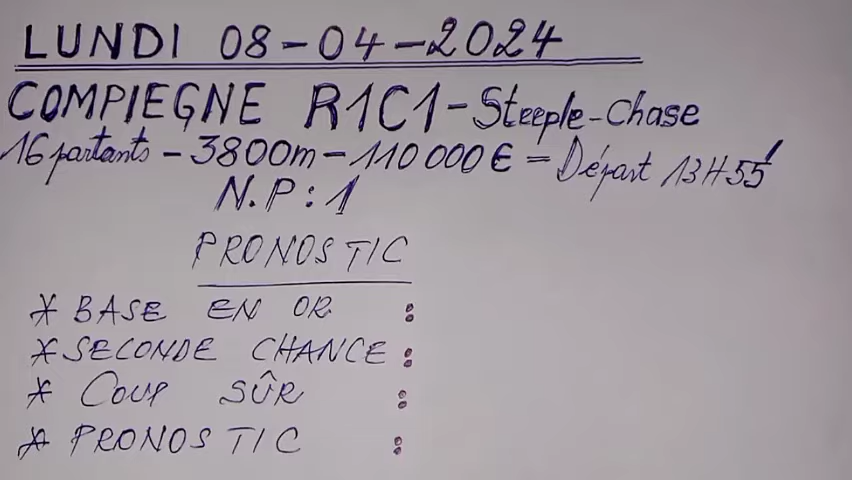 LUNDI 08-04-2024
COMPIEGNE R1C1-Steeple-Chase
16 partants - 3800m - 110 000€ = Départ 13H55'
N.P : 1
PRONOSTIC
* BASE EN OR :
* SECONDE CHANCE :
* COUP SÛR :
* PRONOSTIC :